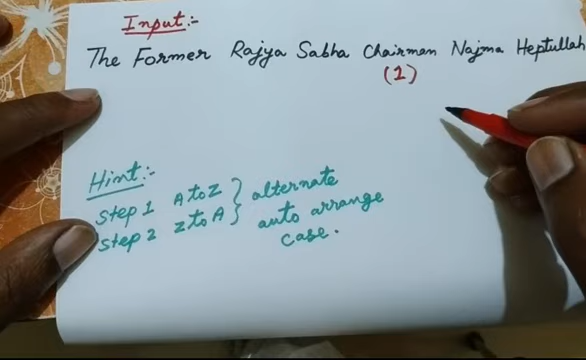 Input:-
The Former Rajya Sabha Chairman Najma Heptullah
(1)
Hint:-
Step 1 A to Z } alternate
Step 2 Z to A } auto arrange
case.